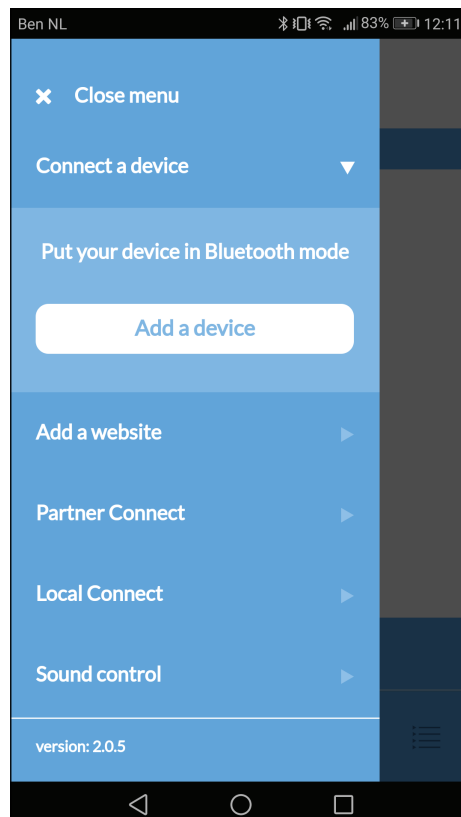 Ben NL 83% 12:11
Close menu
Connect a device
Put your device in Bluetooth mode
Add a device
Add a website
Partner Connect
Local Connect
Sound control
version: 2.0.5